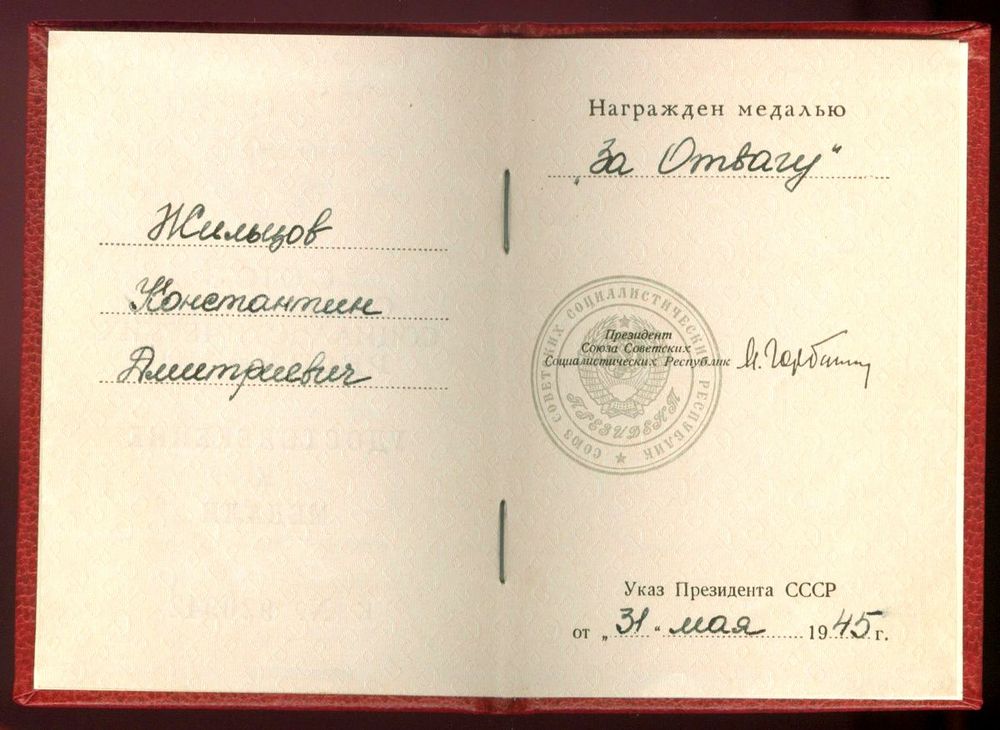 Жильцов
Константин
Дмитриевич
Награжден медалью
„За Отвагу“
СОЮЗ СОВЕТСКИХ СОЦИАЛИСТИЧЕСКИХ РЕСПУБЛИК
ПРЕЗИДЕНТ
Президент
Союза Советских
Социалистических Республик
М. Горбачев
Указ Президента СССР
от „31“ мая 1945 г.